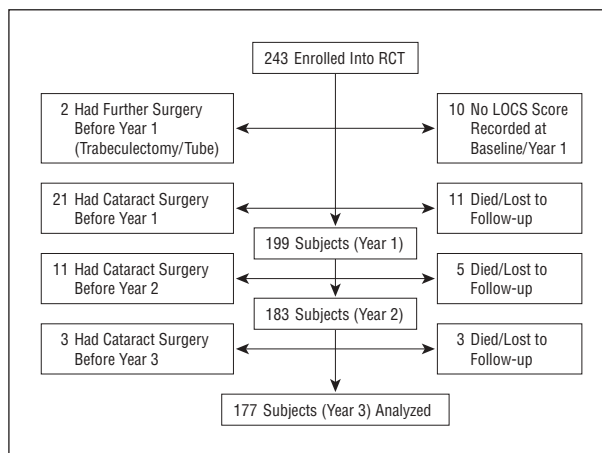 243 Enrolled Into RCT
2 Had Further Surgery
Before Year 1
(Trabeculectomy/Tube)
10 No LOCS Score
Recorded at
Baseline/Year 1
21 Had Cataract Surgery
Before Year 1
11 Died/Lost to
Follow-up
199 Subjects (Year 1)
11 Had Cataract Surgery
Before Year 2
5 Died/Lost to
Follow-up
183 Subjects (Year 2)
3 Had Cataract Surgery
Before Year 3
3 Died/Lost to
Follow-up
177 Subjects (Year 3) Analyzed